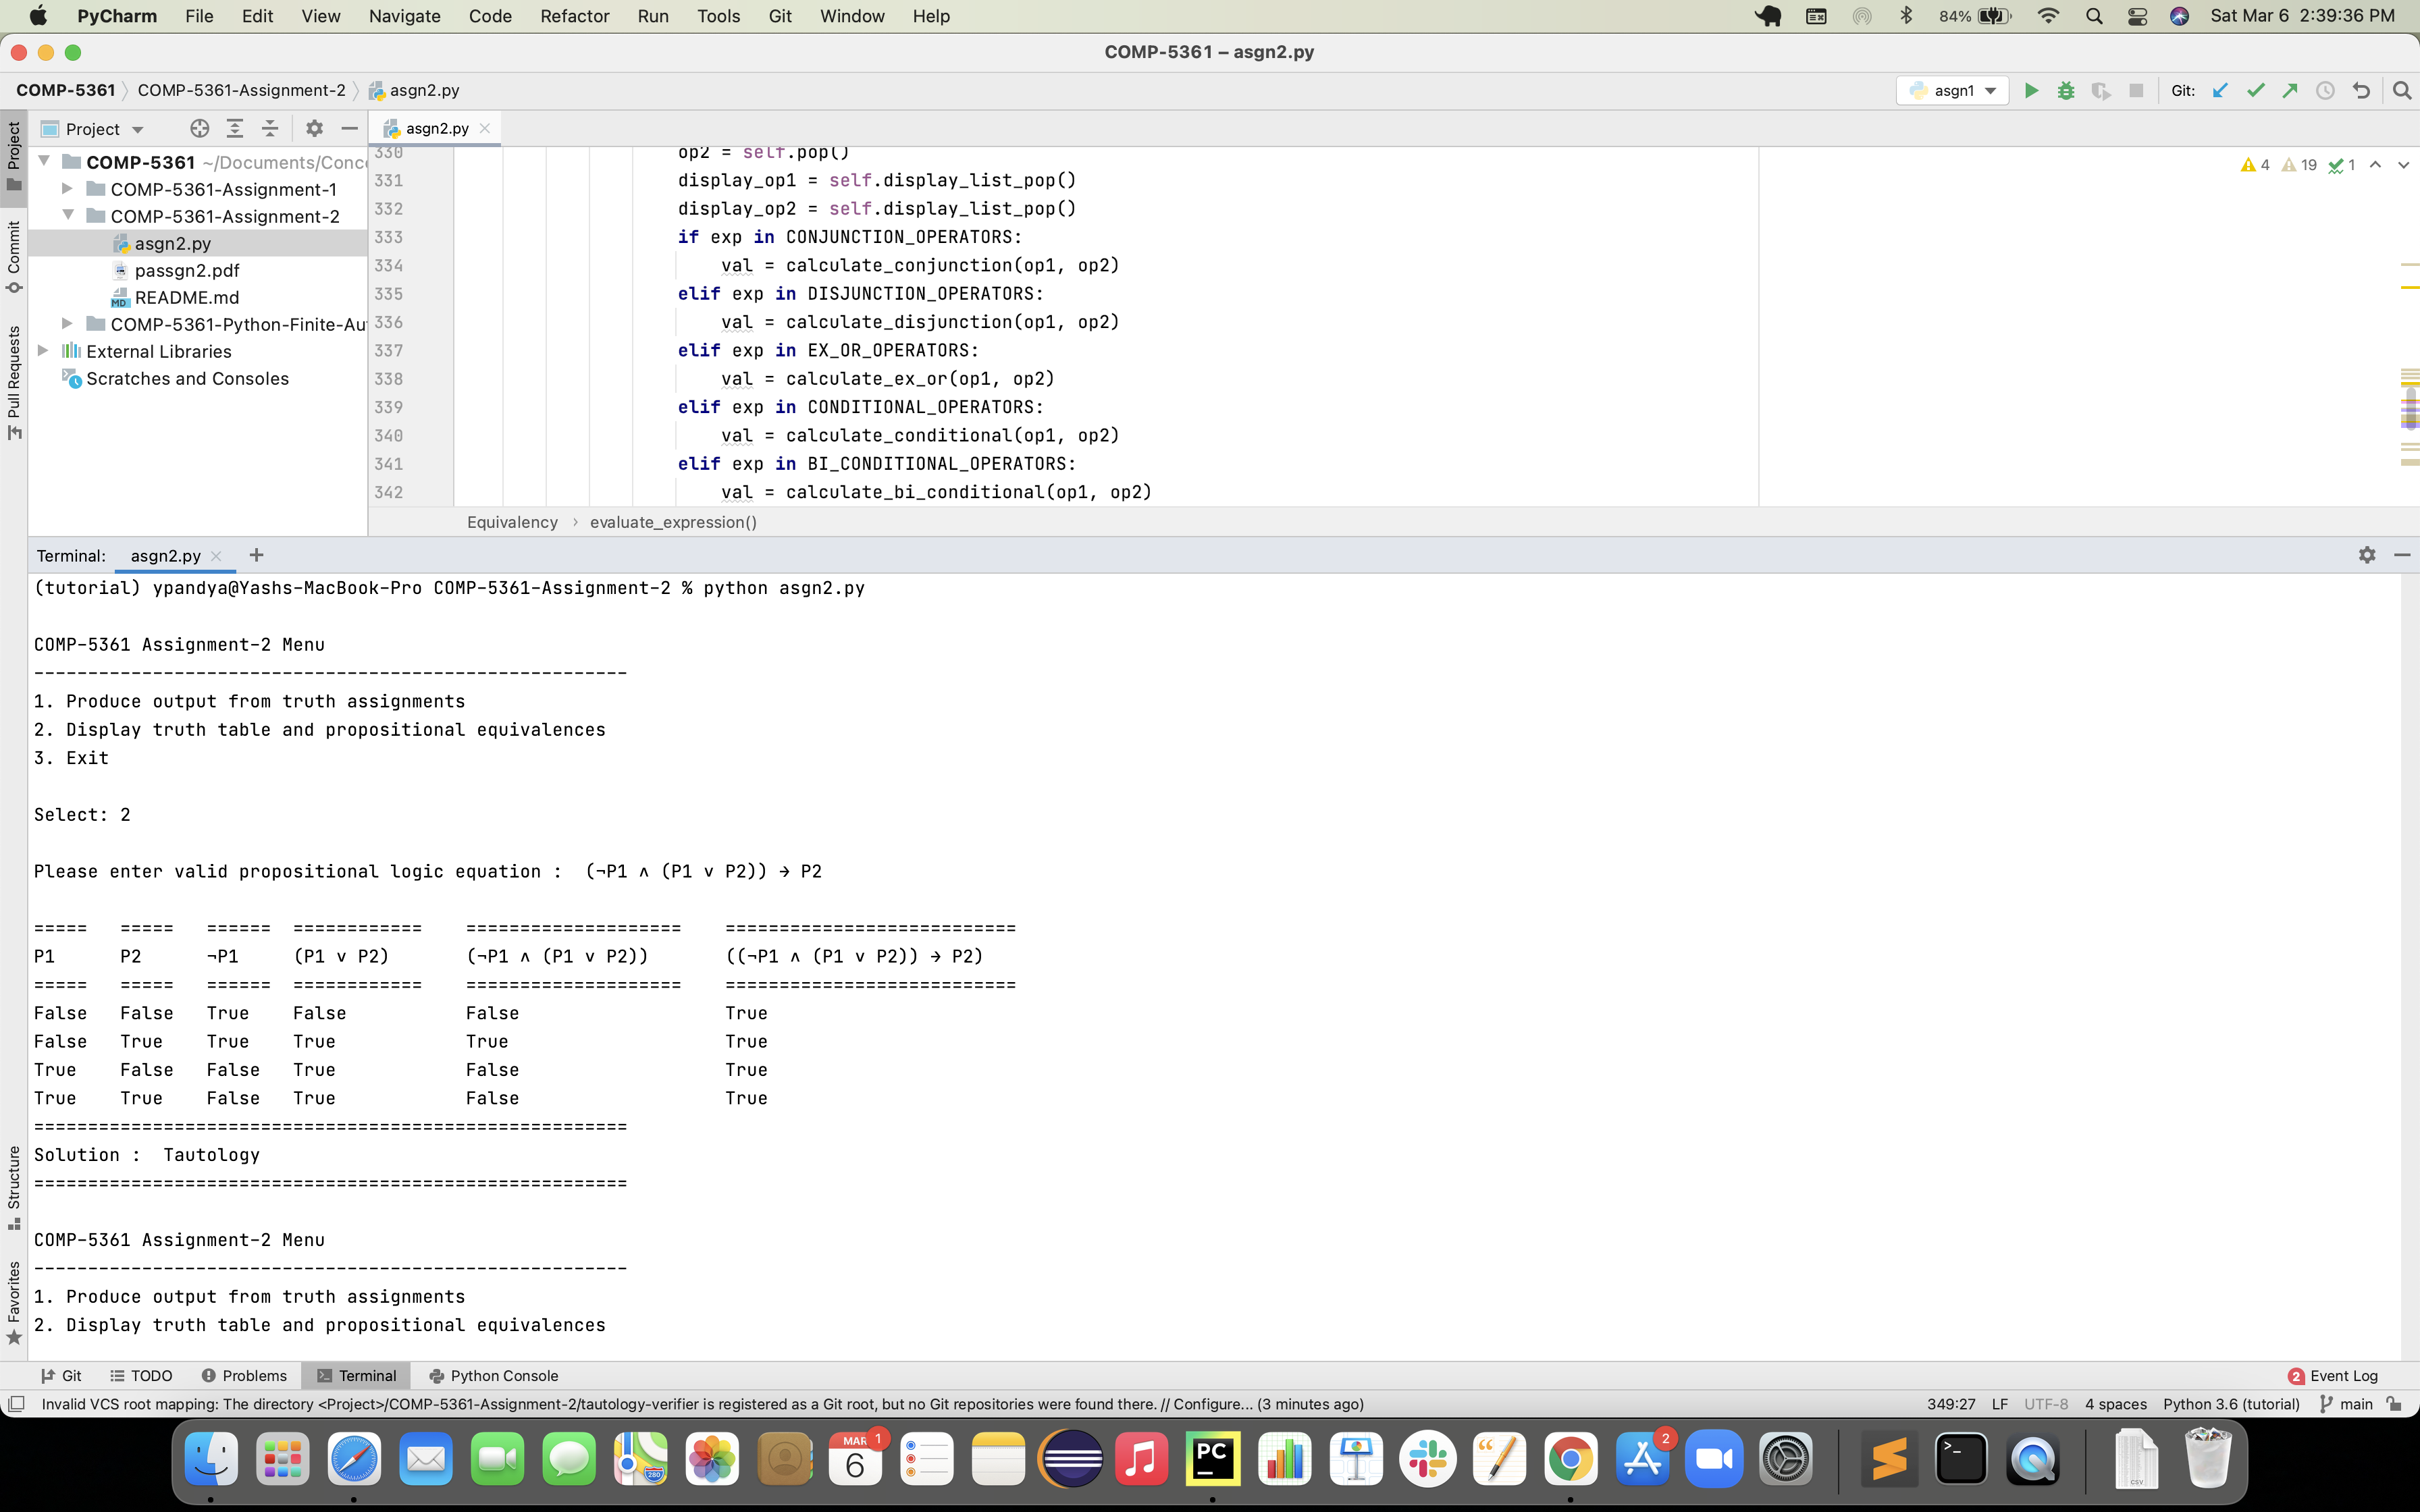 PyCharm File Edit View Navigate Code Refactor Run Tools Git Window Help 84% Sat Mar 6 2:39:36 PM
COMP-5361 – asgn2.py
COMP-5361 COMP-5361-Assignment-2 asgn2.py asgn1 Git:
Project
asgn2.py
Project
Commit
Pull Requests
COMP-5361 ~/Documents/Conc
COMP-5361-Assignment-1
COMP-5361-Assignment-2
asgn2.py
passgn2.pdf
README.md
COMP-5361-Python-Finite-Au
External Libraries
Scratches and Consoles
330 op2 = self.pop()
331 display_op1 = self.display_list_pop()
332 display_op2 = self.display_list_pop()
333 if exp in CONJUNCTION_OPERATORS:
334 val = calculate_conjunction(op1, op2)
335 elif exp in DISJUNCTION_OPERATORS:
336 val = calculate_disjunction(op1, op2)
337 elif exp in EX_OR_OPERATORS:
338 val = calculate_ex_or(op1, op2)
339 elif exp in CONDITIONAL_OPERATORS:
340 val = calculate_conditional(op1, op2)
341 elif exp in BI_CONDITIONAL_OPERATORS:
342 val = calculate_bi_conditional(op1, op2)
4 19 1
Equivalency › evaluate_expression()
Terminal: asgn2.py
(tutorial) ypandya@Yashs-MacBook-Pro COMP-5361-Assignment-2 % python asgn2.py
COMP-5361 Assignment-2 Menu
-------------------------------------------------------
1. Produce output from truth assignments
2. Display truth table and propositional equivalences
3. Exit
Select: 2
Please enter valid propositional logic equation : (¬P1 ∧ (P1 ∨ P2)) → P2
===== ===== ====== ============ ==================== ===========================
P1 P2 ¬P1 (P1 ∨ P2) (¬P1 ∧ (P1 ∨ P2)) ((¬P1 ∧ (P1 ∨ P2)) → P2)
===== ===== ====== ============ ==================== ===========================
False False True False False True
False True True True True True
True False False True False True
True True False True False True
=======================================================
Solution : Tautology
=======================================================
COMP-5361 Assignment-2 Menu
-------------------------------------------------------
1. Produce output from truth assignments
2. Display truth table and propositional equivalences
Structure
Favorites
Git TODO Problems Terminal Python Console 2 Event Log
Invalid VCS root mapping: The directory <Project>/COMP-5361-Assignment-2/tautology-verifier is registered as a Git root, but no Git repositories were found there. // Configure... (3 minutes ago) 349:27 LF UTF-8 4 spaces Python 3.6 (tutorial) main
MAR 1
6
PC
2
280
CSV